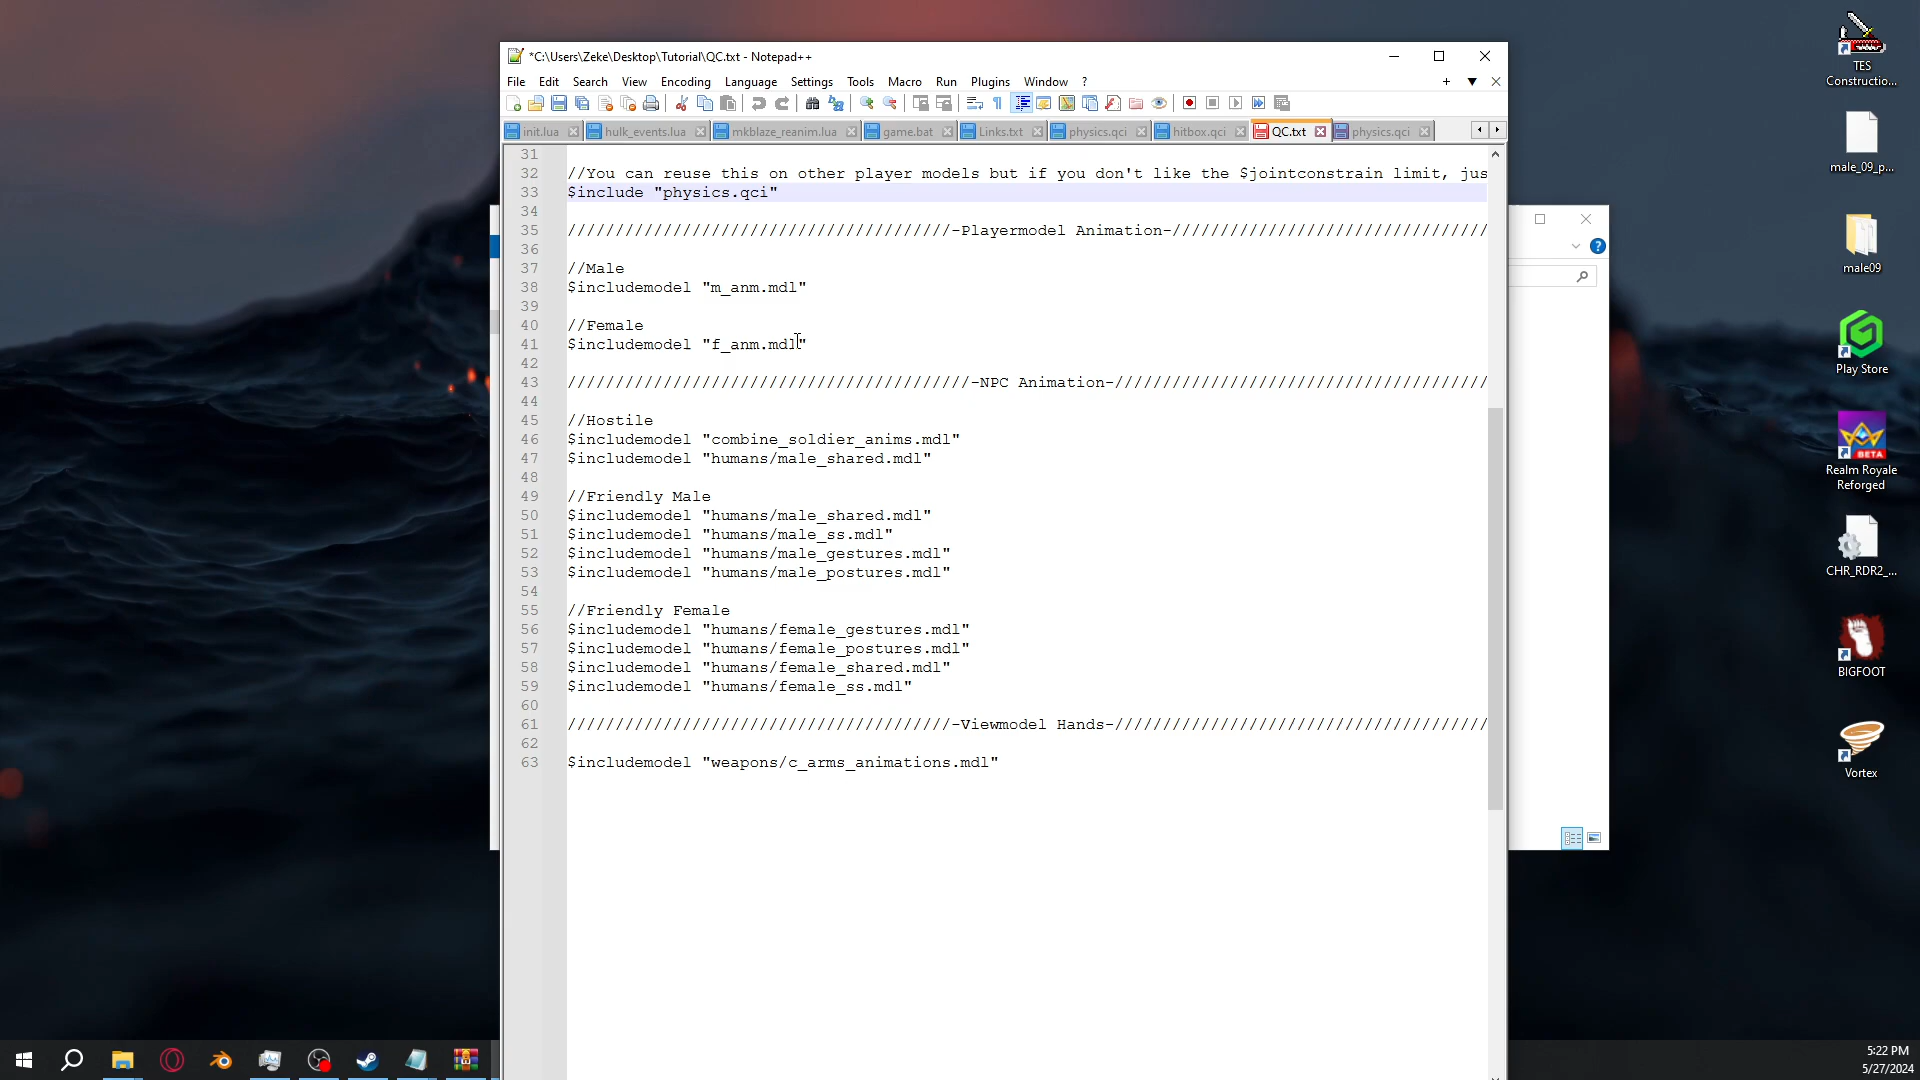 *C:\Users\Zeke\Desktop\Tutorial\QC.txt - Notepad++
File Edit Search View Encoding Language Settings Tools Macro Run Plugins Window ?
init.lua hulk_events.lua mkblaze_reanim.lua game.bat Links.txt physics.qci hitbox.qci QC.txt physics.qci
31
32 //You can reuse this on other player models but if you don't like the $jointconstrain limit, jus
33 $include "physics.qci"
34
35 ////////////////////////////////////////-Playermodel Animation-/////////////////////////////////
36
37 //Male
38 $includemodel "m_anm.mdl"
39
40 //Female
41 $includemodel "f_anm.mdl"
42
43 //////////////////////////////////////////-NPC Animation-///////////////////////////////////////
44
45 //Hostile
46 $includemodel "combine_soldier_anims.mdl"
47 $includemodel "humans/male_shared.mdl"
48
49 //Friendly Male
50 $includemodel "humans/male_shared.mdl"
51 $includemodel "humans/male_ss.mdl"
52 $includemodel "humans/male_gestures.mdl"
53 $includemodel "humans/male_postures.mdl"
54
55 //Friendly Female
56 $includemodel "humans/female_gestures.mdl"
57 $includemodel "humans/female_postures.mdl"
58 $includemodel "humans/female_shared.mdl"
59 $includemodel "humans/female_ss.mdl"
60
61 ////////////////////////////////////////-Viewmodel Hands-///////////////////////////////////////
62
63 $includemodel "weapons/c_arms_animations.mdl"
TES
Constructio...
male_09_p...
male09
Play Store
BETA
Realm Royale
Reforged
CHR_RDR2_...
BIGFOOT
Vortex
5:22 PM
5/27/2024